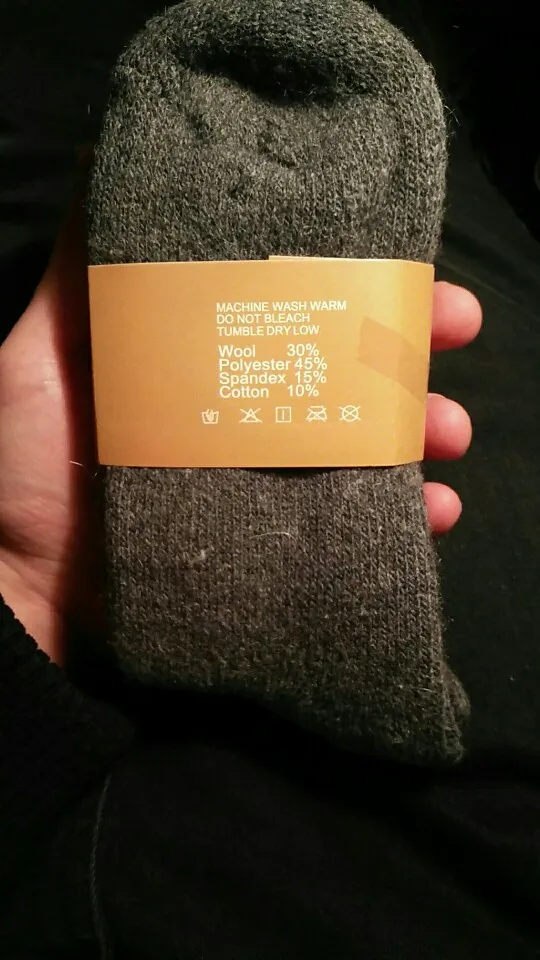 MACHINE WASH WARM
DO NOT BLEACH
TUMBLE DRY LOW
Wool 30%
Polyester 45%
Spandex 15%
Cotton 10%